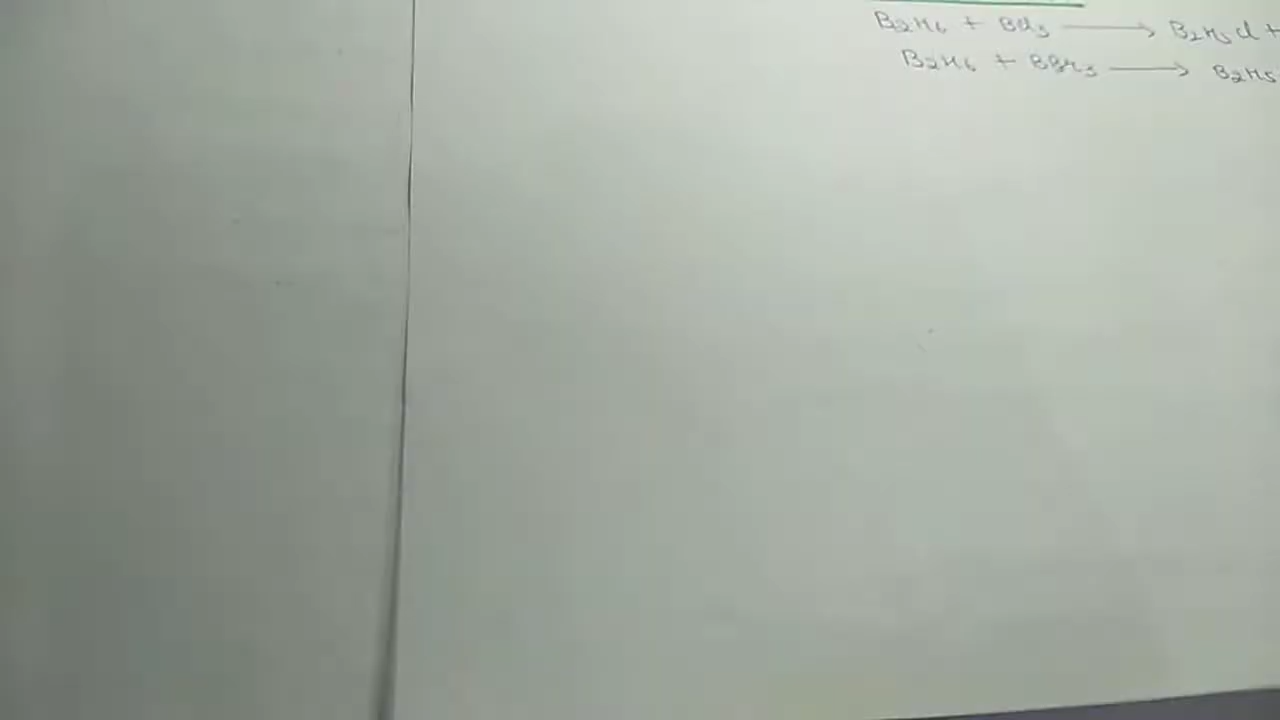 B₂H₆ + BCl₃ ⟶ B₂H₅Cl +
B₂H₆ + BBr₃ ⟶ B₂H₅